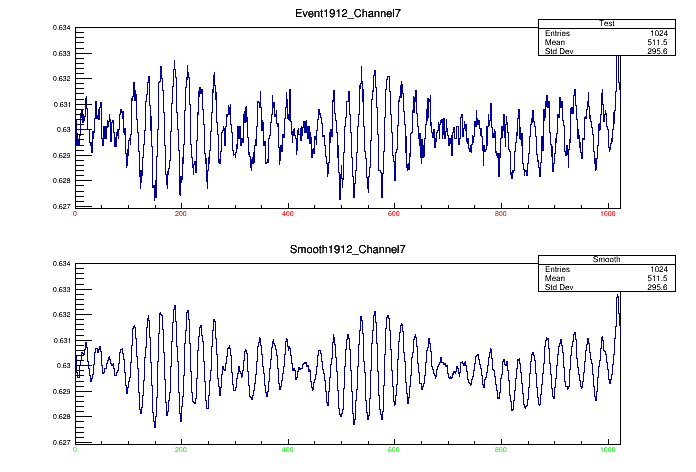 Event1912_Channel7
Test
Entries 1024
Mean 511.5
Std Dev 295.6
0.634
0.633
0.632
0.631
0.63
0.629
0.628
0.627
0 200 400 600 800 1000
Smooth1912_Channel7
Smooth
Entries 1024
Mean 511.5
Std Dev 295.6
0.634
0.633
0.632
0.631
0.63
0.629
0.628
0.627
0 200 400 600 800 1000